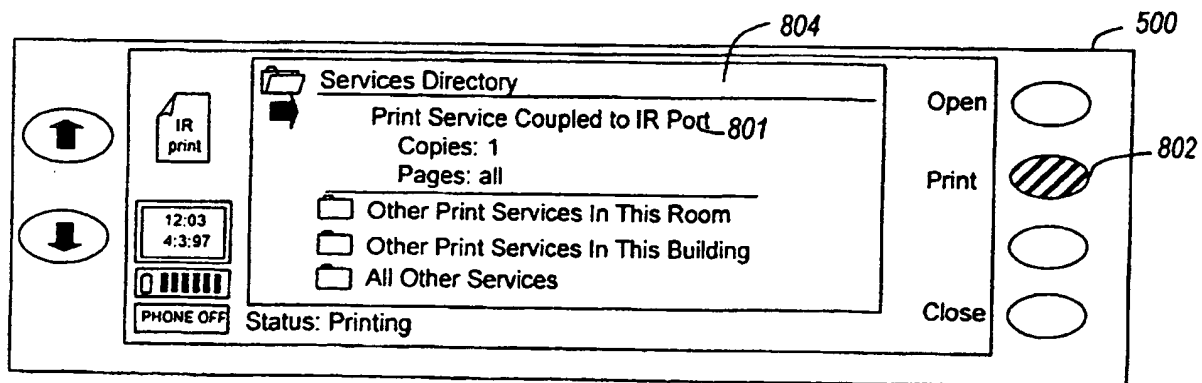 804
500
Services Directory
IR
print
Print Service Coupled to IR Port
801
Copies: 1
Pages: all
Open
Print
802
12:03
4:3:97
Other Print Services In This Room
Other Print Services In This Building
All Other Services
PHONE OFF
Status: Printing
Close